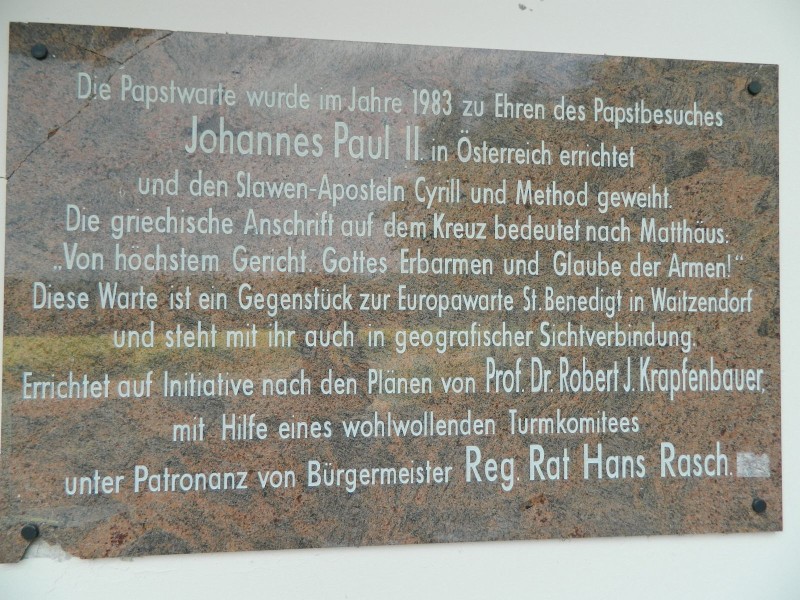 Die Papstwarte wurde im Jahre 1983 zu Ehren des Papstbesuches
Johannes Paul II. in Österreich errichtet
und den Slawen-Aposteln Cyrill und Method geweiht.
Die griechische Anschrift auf dem Kreuz bedeutet nach Matthäus:
„Von höchstem Gericht. Gottes Erbarmen und Glaube der Armen!“
Diese Warte ist ein Gegenstück zur Europawarte St. Benedigt in Waitzendorf
und steht mit ihr auch in geografischer Sichtverbindung.
Errichtet auf Initiative nach den Plänen von Prof. Dr. Robert J. Krapfenbauer,
mit Hilfe eines wohlwollenden Turmkomitees
unter Patronanz von Bürgermeister Reg. Rat Hans Rasch.